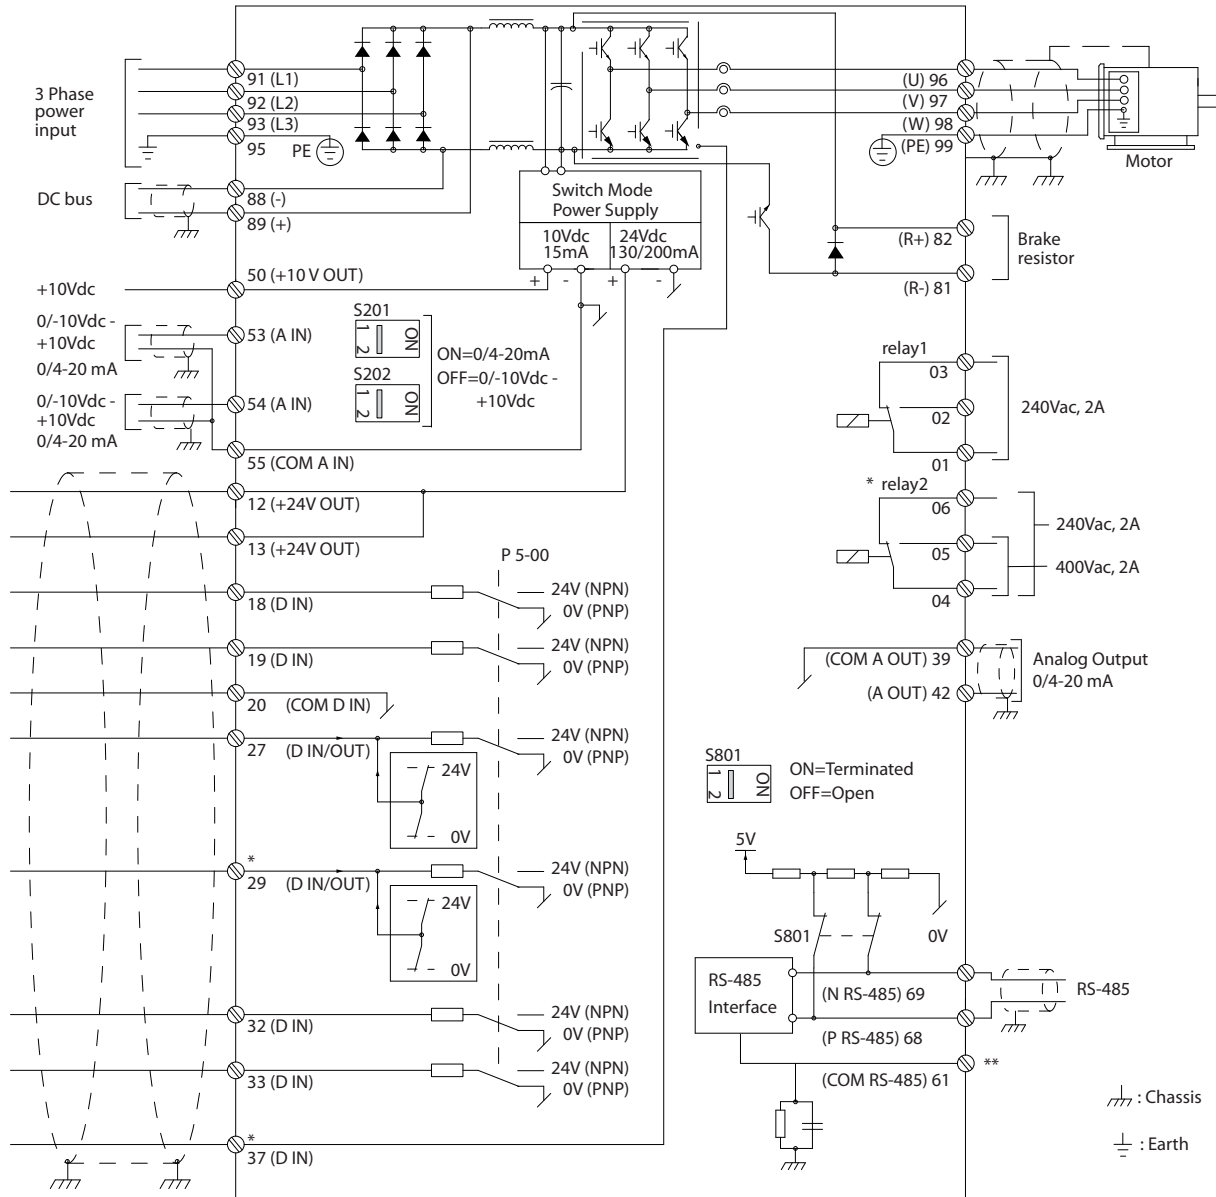 3 Phase
power
input
91 (L1)
92 (L2)
93 (L3)
95
PE
DC bus
88 (-)
89 (+)
Switch Mode
Power Supply
10Vdc
15mA
24Vdc
130/200mA
+ - + -
(U) 96
(V) 97
(W) 98
(PE) 99
Motor
(R+) 82
(R-) 81
Brake
resistor
+10Vdc
50 (+10 V OUT)
0/-10Vdc -
+10Vdc
0/4-20 mA
53 (A IN)
0/-10Vdc -
+10Vdc
0/4-20 mA
54 (A IN)
55 (COM A IN)
S201
1 2 ON
S202
1 2 ON
ON=0/4-20mA
OFF=0/-10Vdc -
+10Vdc
12 (+24V OUT)
13 (+24V OUT)
P 5-00
18 (D IN)
24V (NPN)
0V (PNP)
19 (D IN)
24V (NPN)
0V (PNP)
20 (COM D IN)
27 (D IN/OUT)
24V (NPN)
0V (PNP)
24V
0V
*
29 (D IN/OUT)
24V (NPN)
0V (PNP)
24V
0V
32 (D IN)
24V (NPN)
0V (PNP)
33 (D IN)
24V (NPN)
0V (PNP)
*
37 (D IN)
relay1
03
02
01
240Vac, 2A
* relay2
06
05
04
240Vac, 2A
400Vac, 2A
(COM A OUT) 39
(A OUT) 42
Analog Output
0/4-20 mA
S801
1 2 ON
ON=Terminated
OFF=Open
5V
S801
0V
RS-485
Interface
(N RS-485) 69
(P RS-485) 68
(COM RS-485) 61
**
RS-485
: Chassis
: Earth